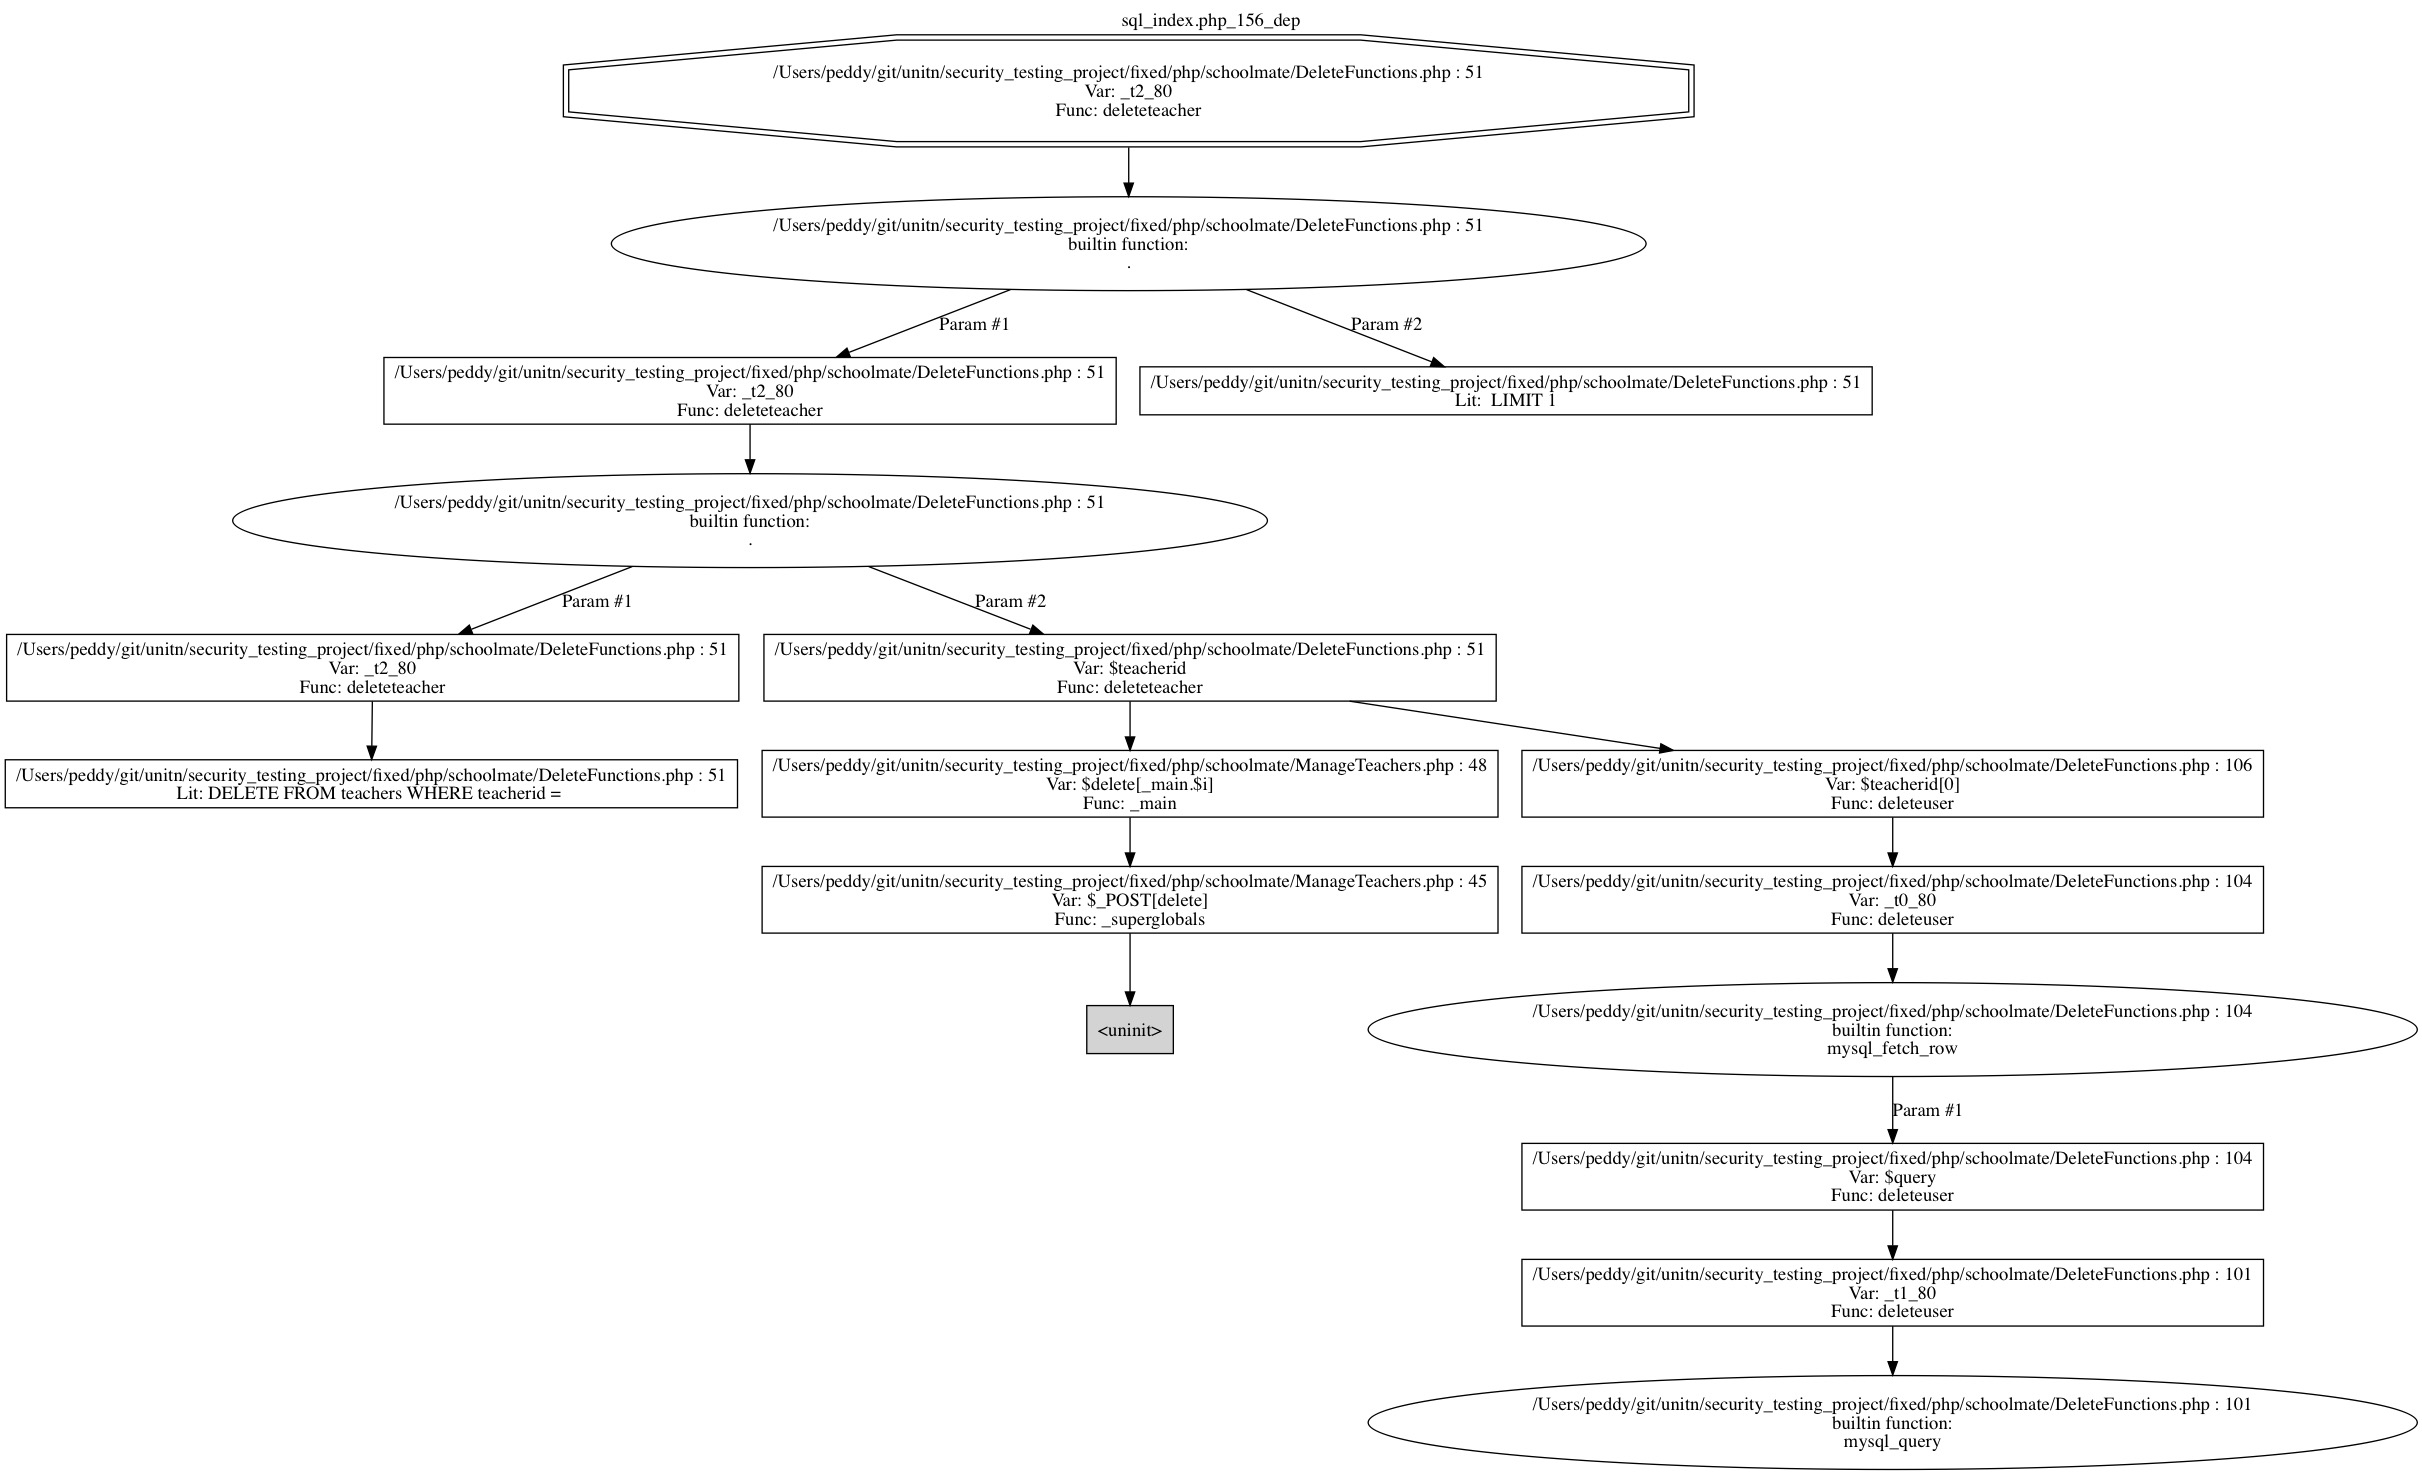 sql_index.php_156_dep
/Users/peddy/git/unitn/security_testing_project/fixed/php/schoolmate/DeleteFunctions.php : 51
Var: _t2_80
Func: deleteteacher
/Users/peddy/git/unitn/security_testing_project/fixed/php/schoolmate/DeleteFunctions.php : 51
builtin function:
.
Param #1
Param #2
/Users/peddy/git/unitn/security_testing_project/fixed/php/schoolmate/DeleteFunctions.php : 51
Var: _t2_80
Func: deleteteacher
/Users/peddy/git/unitn/security_testing_project/fixed/php/schoolmate/DeleteFunctions.php : 51
Lit:  LIMIT 1
/Users/peddy/git/unitn/security_testing_project/fixed/php/schoolmate/DeleteFunctions.php : 51
builtin function:
.
Param #1
Param #2
/Users/peddy/git/unitn/security_testing_project/fixed/php/schoolmate/DeleteFunctions.php : 51
Var: _t2_80
Func: deleteteacher
/Users/peddy/git/unitn/security_testing_project/fixed/php/schoolmate/DeleteFunctions.php : 51
Var: $teacherid
Func: deleteteacher
/Users/peddy/git/unitn/security_testing_project/fixed/php/schoolmate/DeleteFunctions.php : 51
Lit: DELETE FROM teachers WHERE teacherid =
/Users/peddy/git/unitn/security_testing_project/fixed/php/schoolmate/ManageTeachers.php : 48
Var: $delete[_main.$i]
Func: _main
/Users/peddy/git/unitn/security_testing_project/fixed/php/schoolmate/DeleteFunctions.php : 106
Var: $teacherid[0]
Func: deleteuser
/Users/peddy/git/unitn/security_testing_project/fixed/php/schoolmate/ManageTeachers.php : 45
Var: $_POST[delete]
Func: _superglobals
/Users/peddy/git/unitn/security_testing_project/fixed/php/schoolmate/DeleteFunctions.php : 104
Var: _t0_80
Func: deleteuser
<uninit>
/Users/peddy/git/unitn/security_testing_project/fixed/php/schoolmate/DeleteFunctions.php : 104
builtin function:
mysql_fetch_row
Param #1
/Users/peddy/git/unitn/security_testing_project/fixed/php/schoolmate/DeleteFunctions.php : 104
Var: $query
Func: deleteuser
/Users/peddy/git/unitn/security_testing_project/fixed/php/schoolmate/DeleteFunctions.php : 101
Var: _t1_80
Func: deleteuser
/Users/peddy/git/unitn/security_testing_project/fixed/php/schoolmate/DeleteFunctions.php : 101
builtin function:
mysql_query